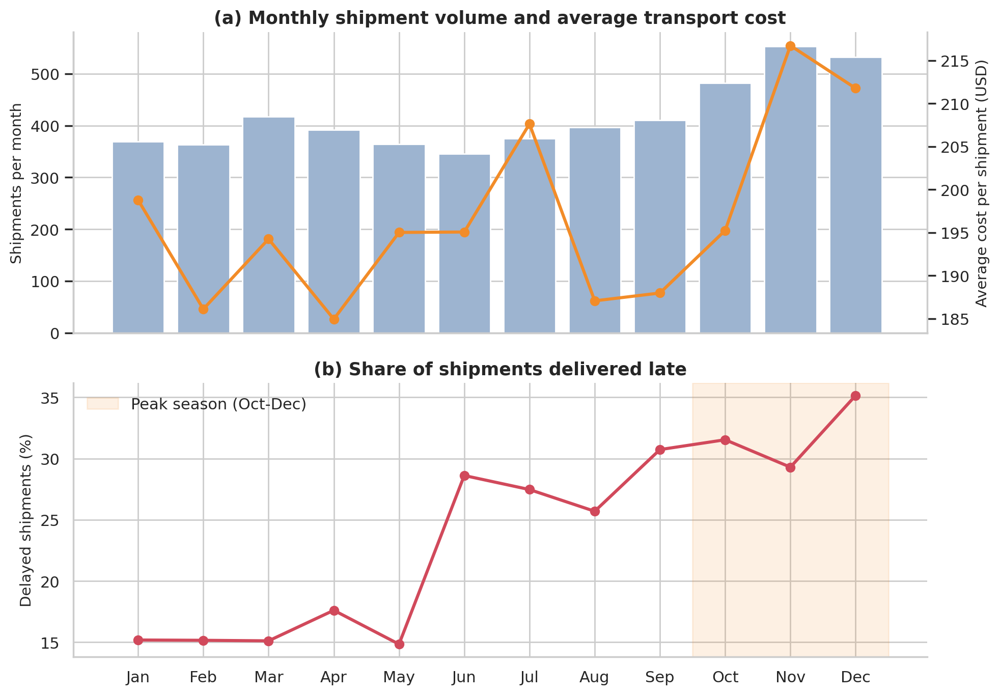 (a) Monthly shipment volume and average transport cost
Shipments per month
500
400
300
200
100
0
215
210
205
200
195
190
185
Average cost per shipment (USD)
(b) Share of shipments delivered late
Peak season (Oct-Dec)
Delayed shipments (%)
35
30
25
20
15
Jan Feb Mar Apr May Jun Jul Aug Sep Oct Nov Dec